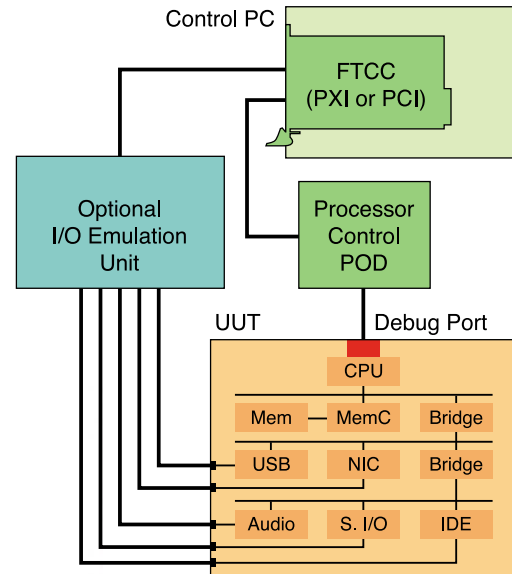 Control PC
FTCC
(PXI or PCI)
Optional
I/O Emulation
Unit
Processor
Control
POD
UUT
Debug Port
CPU
Mem
MemC
Bridge
USB
NIC
Bridge
Audio
S. I/O
IDE